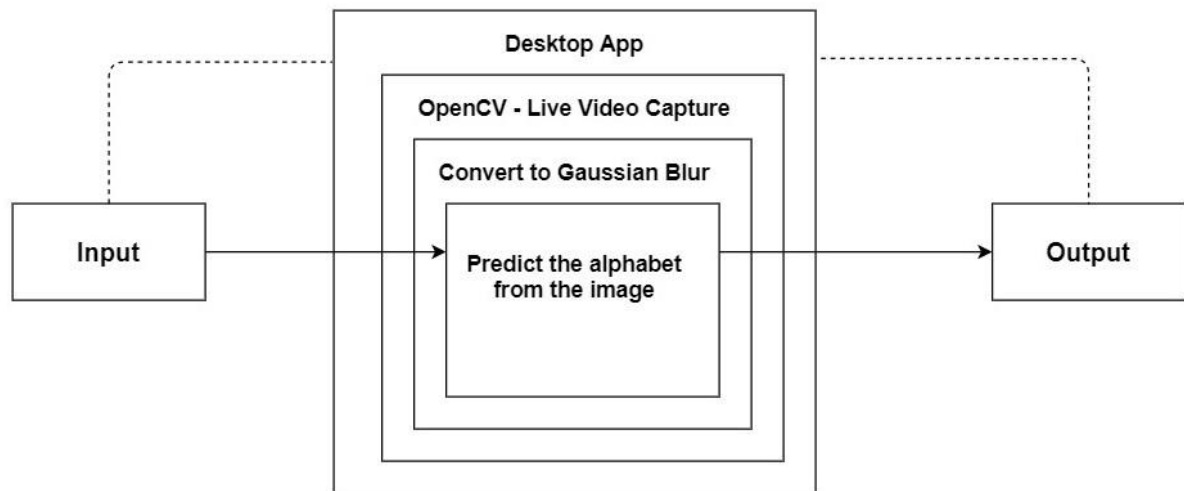 Desktop App
OpenCV - Live Video Capture
Convert to Gaussian Blur
Input
Predict the alphabet
from the image
Output